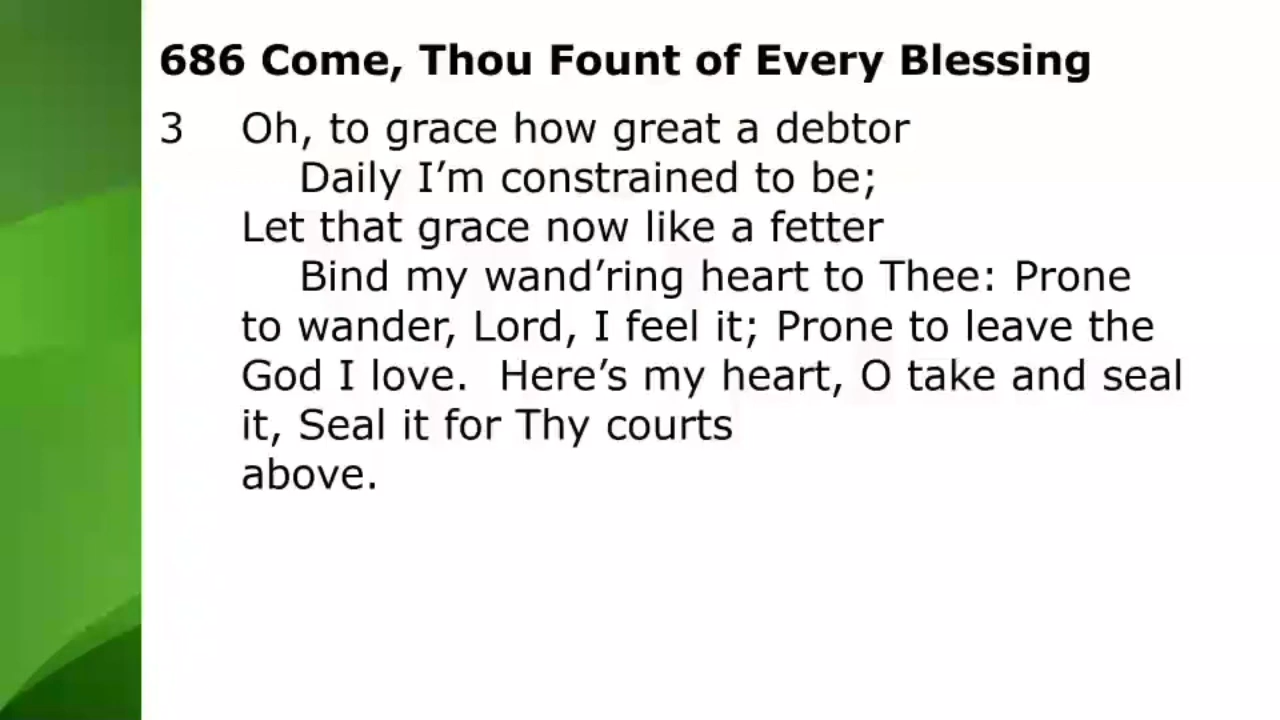 686 Come, Thou Fount of Every Blessing
3 Oh, to grace how great a debtor
Daily I’m constrained to be;
Let that grace now like a fetter
Bind my wand’ring heart to Thee: Prone
to wander, Lord, I feel it; Prone to leave the
God I love.  Here’s my heart, O take and seal
it, Seal it for Thy courts
above.